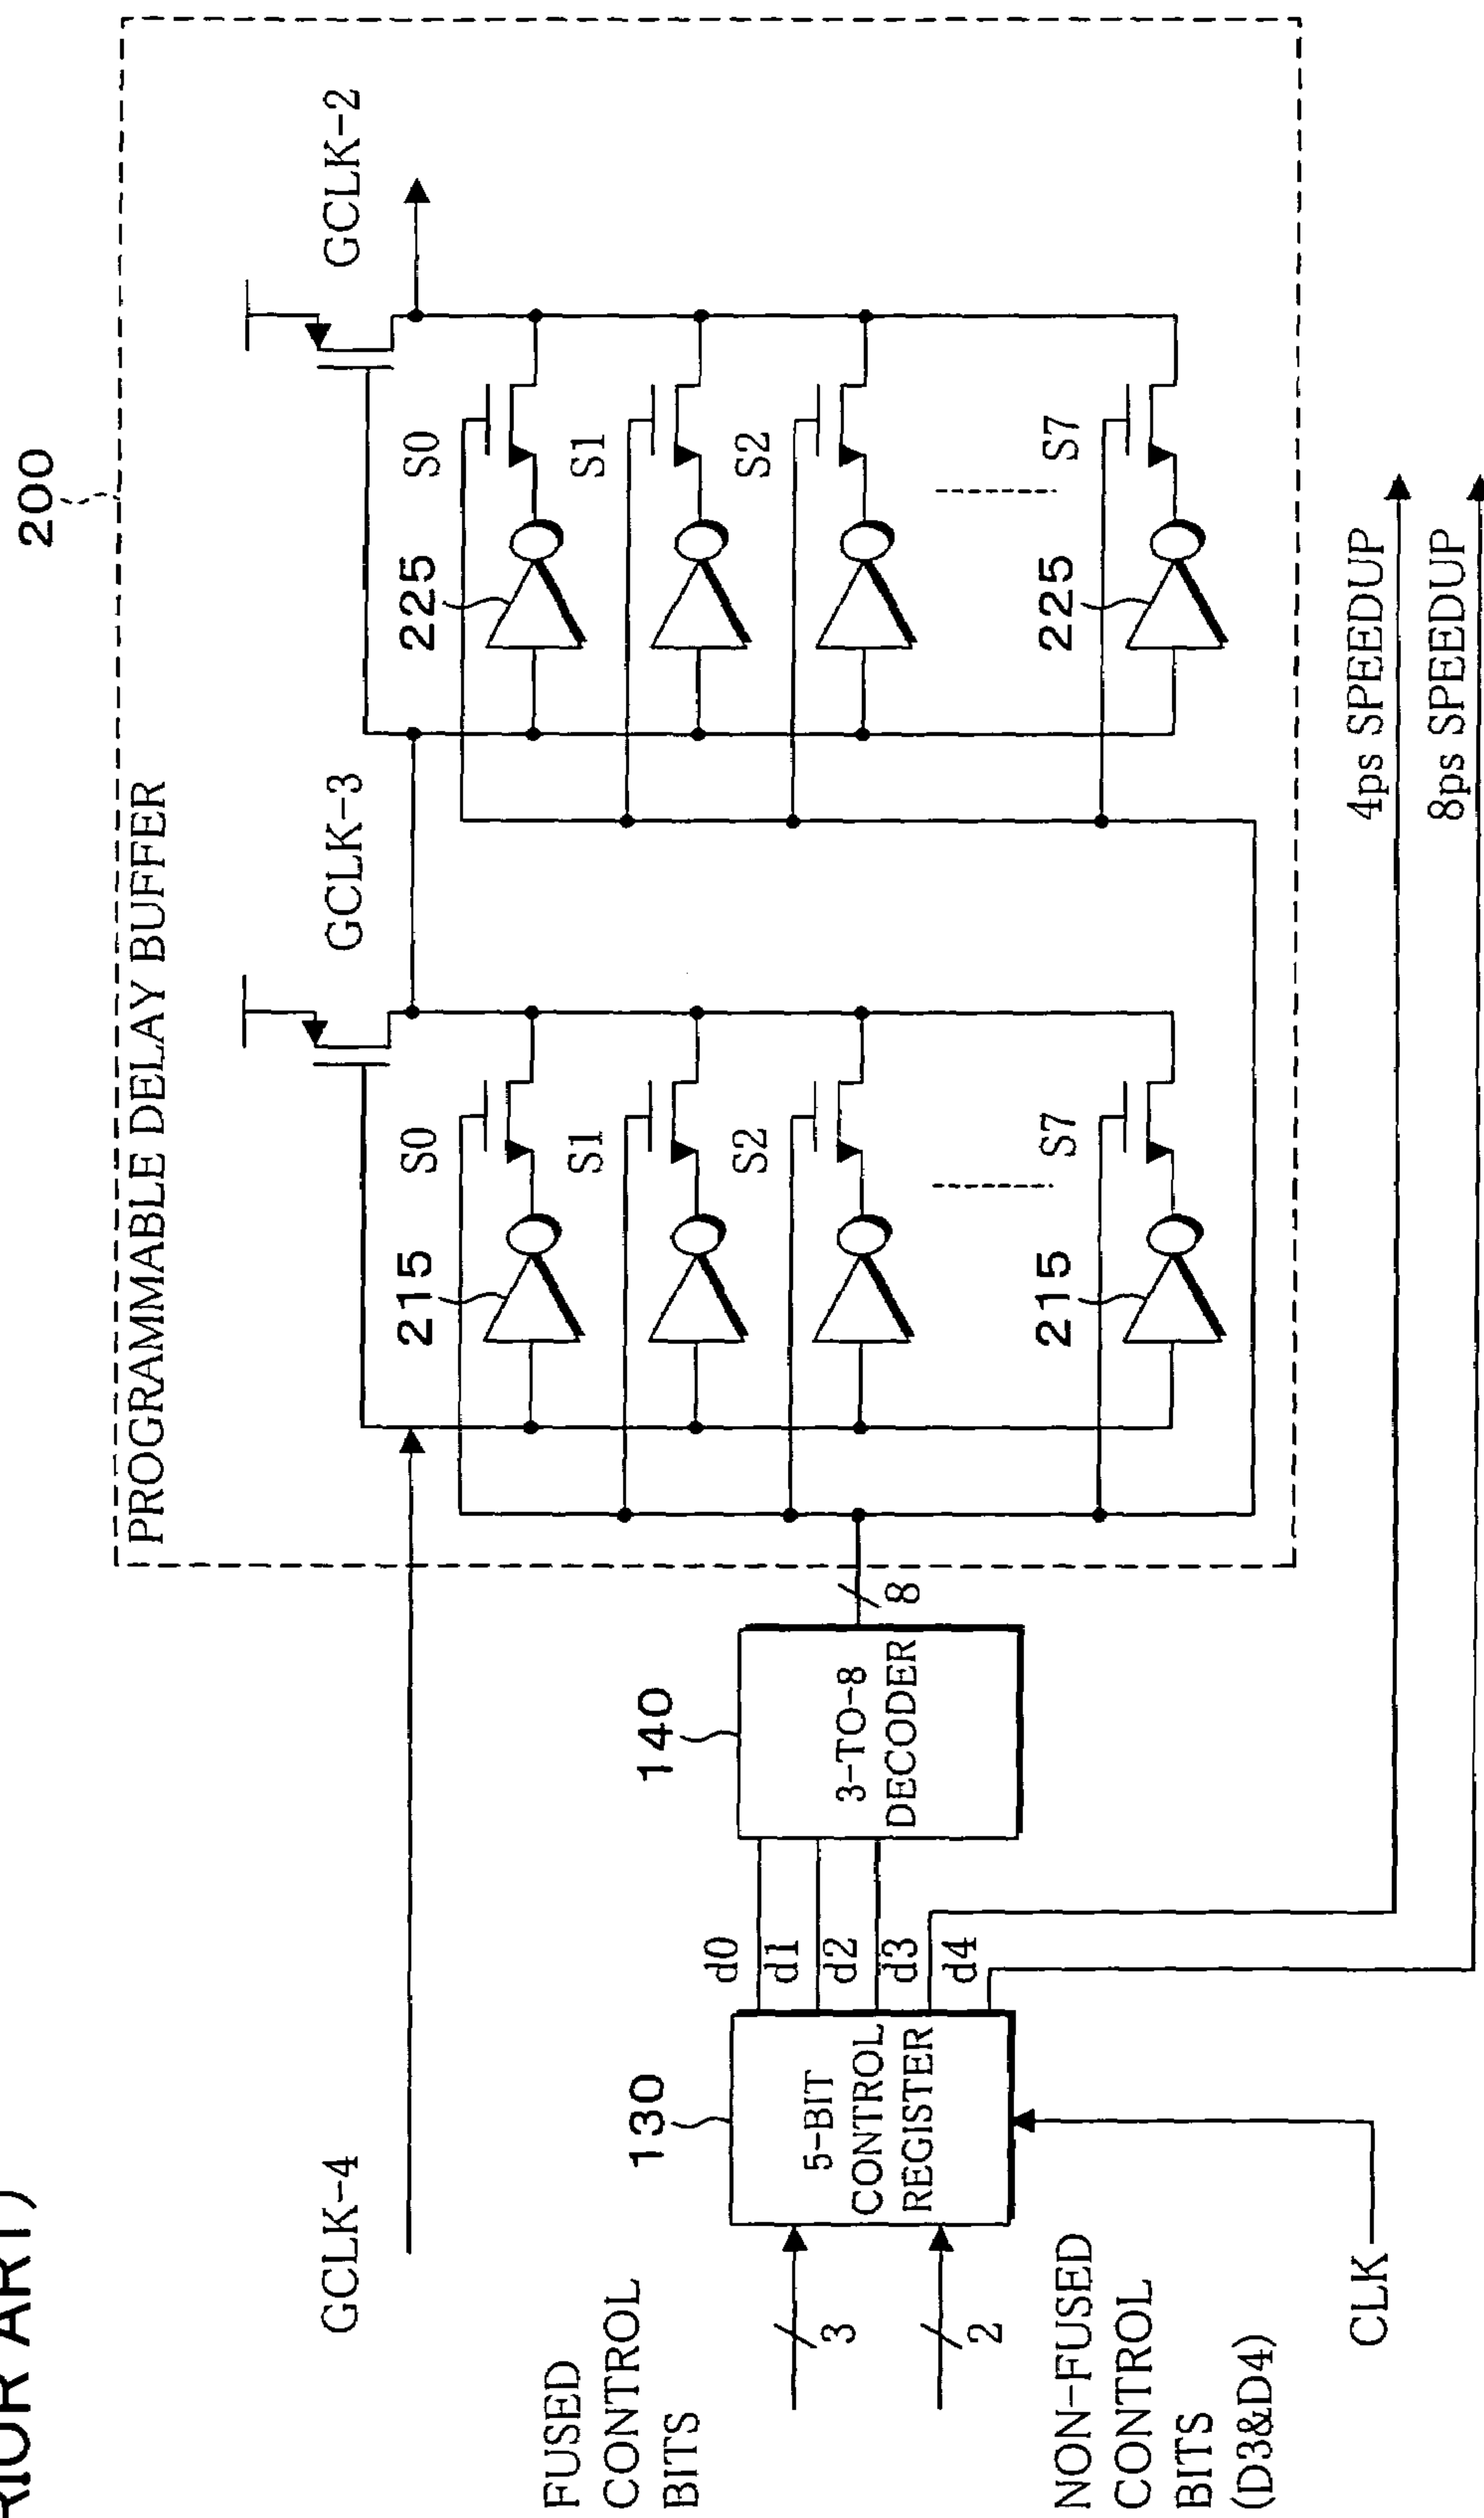 200
PROGRAMMABLE DELAY BUFFER
GCLK-4
GCLK-3
GCLK-2
215
S0
S1
S2
215
S7
225
S0
S1
S2
225
S7
FUSED
CONTROL
BITS
3
2
NON-FUSED
CONTROL
BITS
(D3&D4)
CLK
130
5-BIT
CONTROL
REGISTER
d0
d1
d2
d3
d4
140
3-TO-8
DECODER
8
4ps SPEEDUP
8ps SPEEDUP
ART)